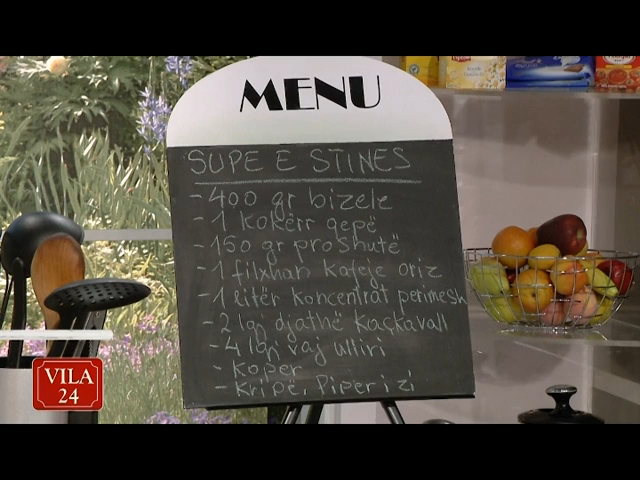 MENU
SUPE E STINES
- 400 gr bizele
- 1 kokërr qepë
- 150 gr proshutë
- 1 filxhan kafeje oriz
- 1 litër koncentrat perimesh
- 2 lgj djathë kaçkavall
- 4 lgj vaj ulliri
- Kopër
- Kripë, Piper i zi
VILA
24